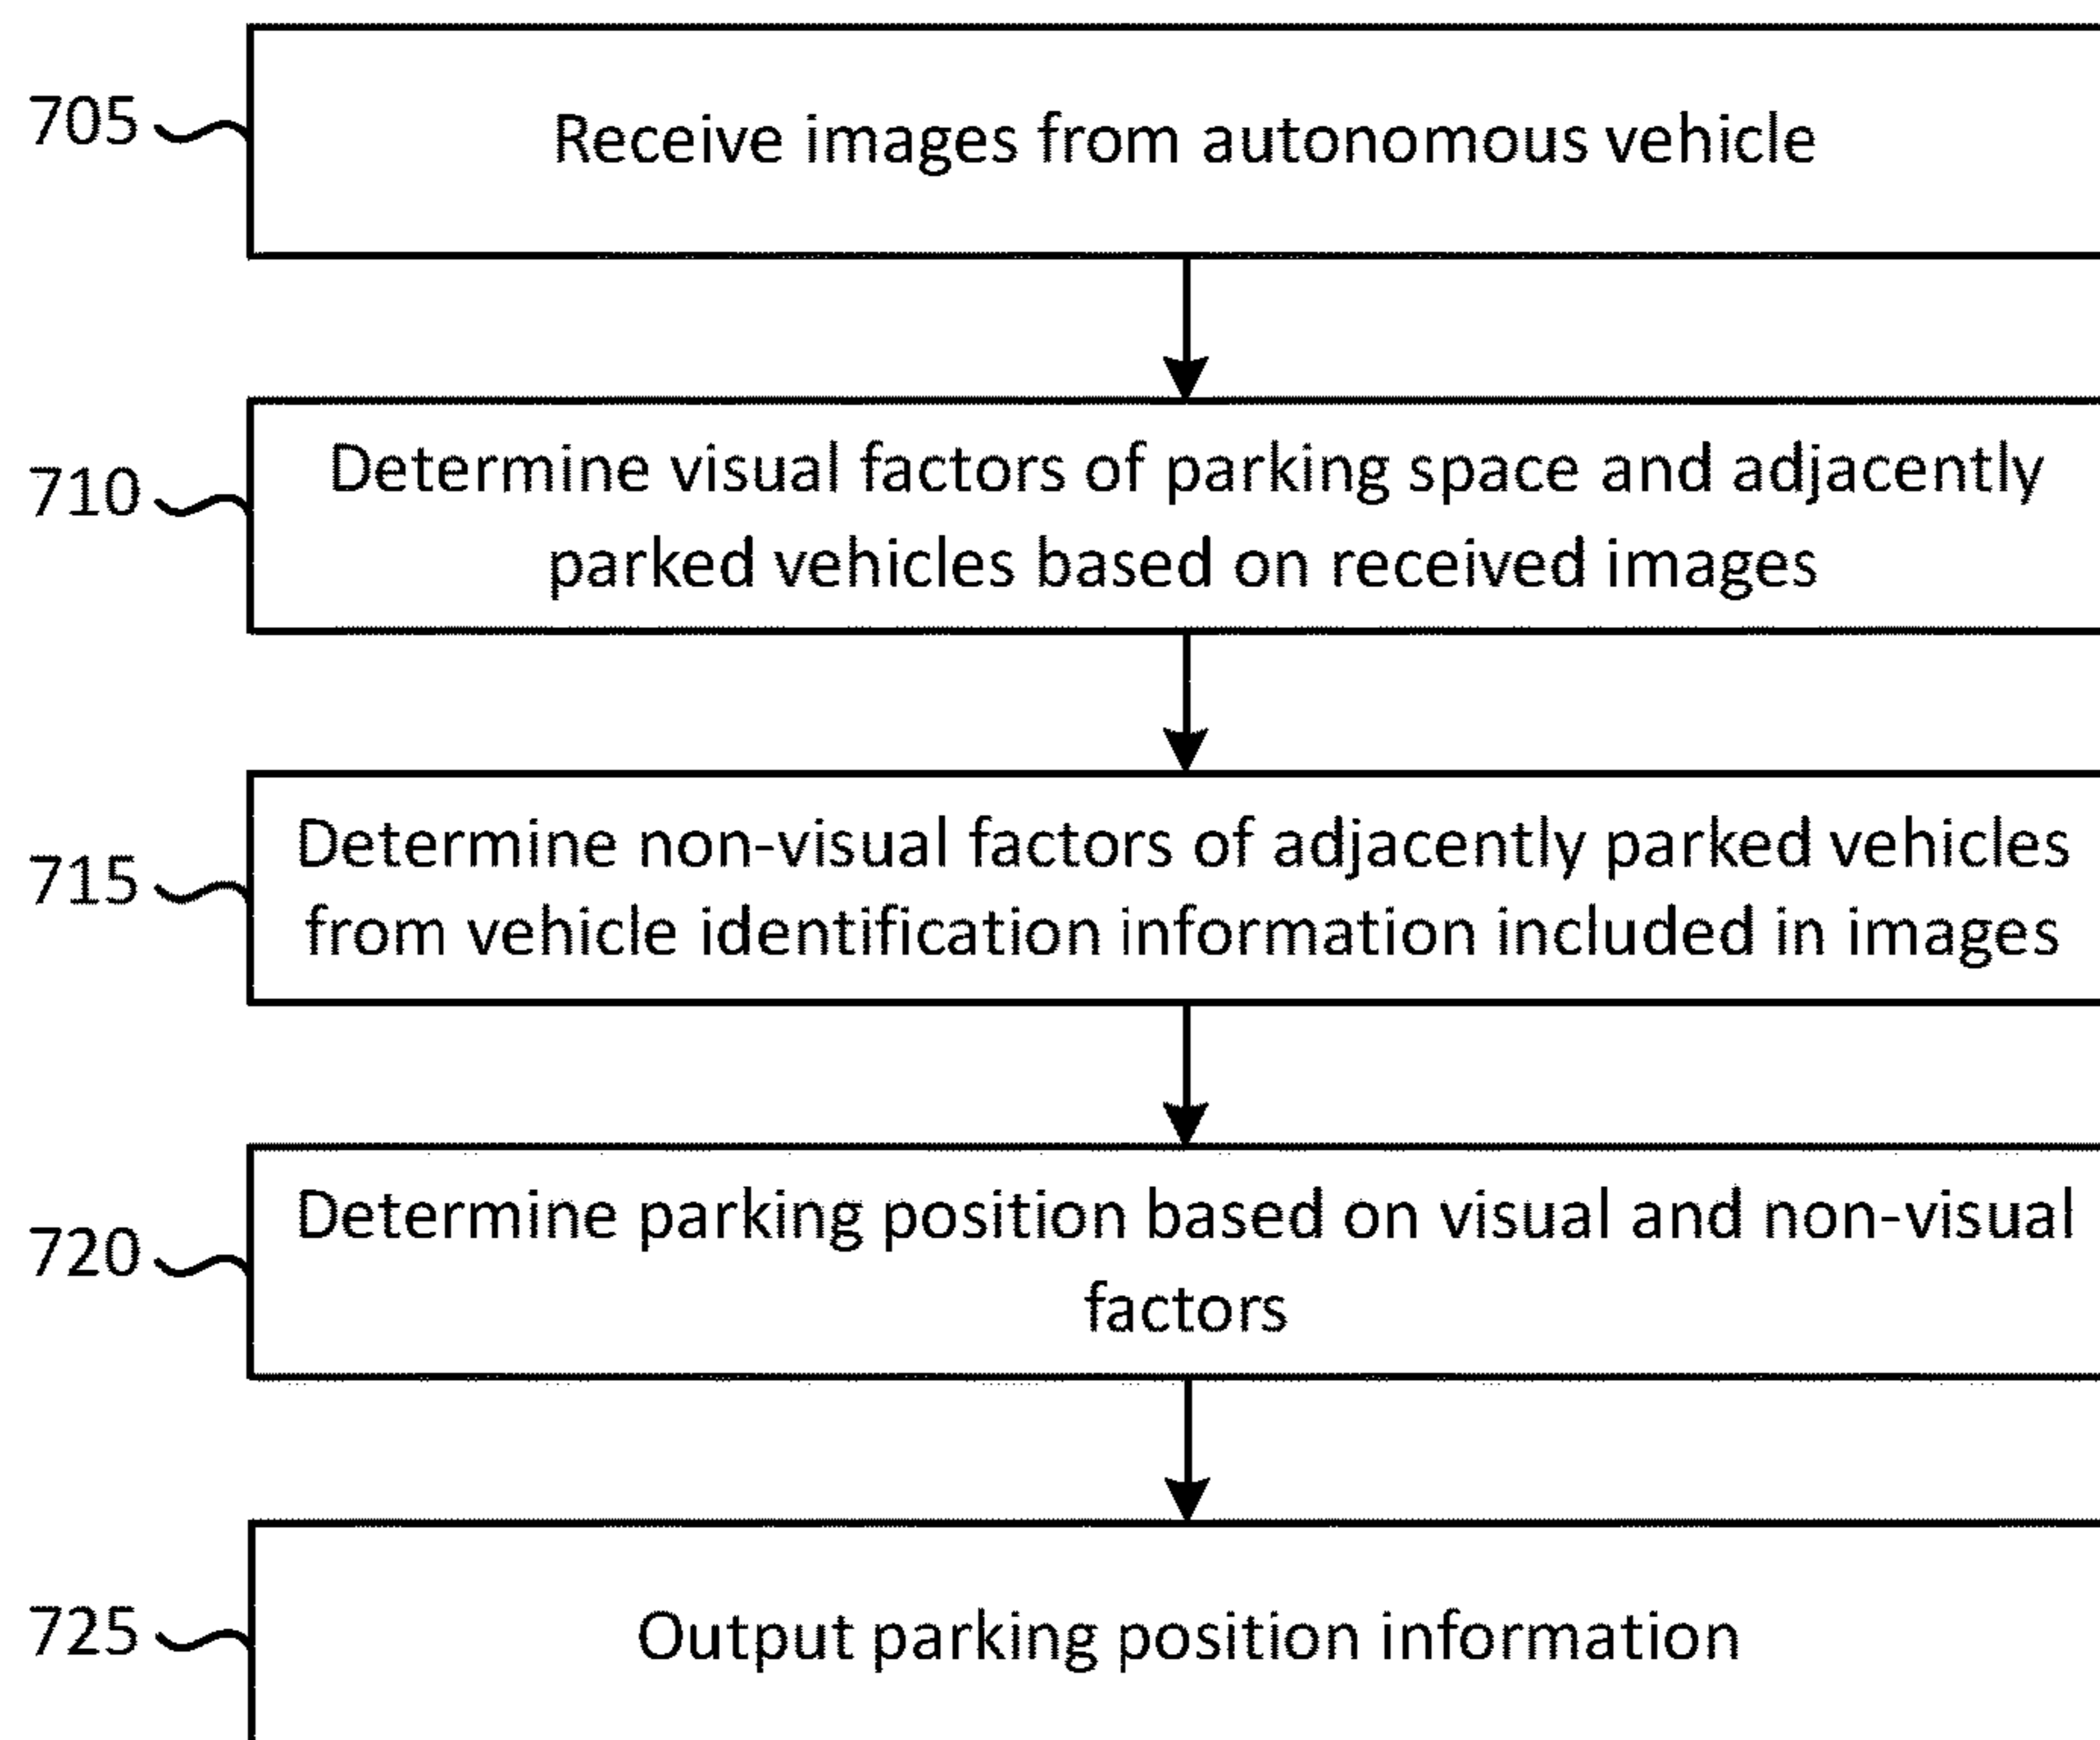 705
Receive images from autonomous vehicle
710
Determine visual factors of parking space and adjacently
parked vehicles based on received images
715
Determine non-visual factors of adjacently parked vehicles
from vehicle identification information included in images
720
Determine parking position based on visual and non-visual
factors
725
Output parking position information